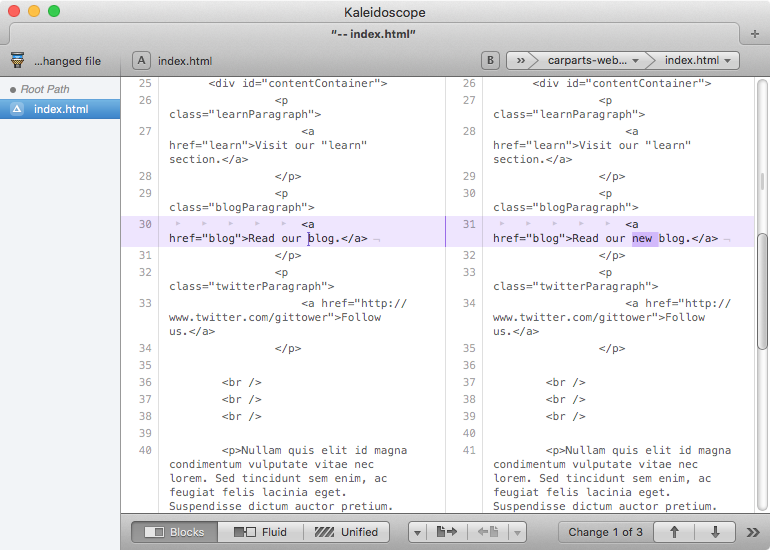 Kaleidoscope
"-- index.html"
...hanged file
A index.html
B carparts-web... index.html
Root Path
index.html
25 <div id="contentContainer">
26 <p
class="learnParagraph">
27 <a
href="learn">Visit our "learn"
section.</a>
28 </p>
29 <p
class="blogParagraph">
30 <a
href="blog">Read our blog.</a>
31 </p>
32 <p
class="twitterParagraph">
33 <a href="http://
www.twitter.com/gittower">Follow
us.</a>
34 </p>
35
36 <br />
37 <br />
38 <br />
39
40 <p>Nullam quis elit id magna
condimentum vulputate vitae nec
lorem. Sed tincidunt sem enim, ac
feugiat felis lacinia eget.
Suspendisse dictum auctor pretium.
26 <div id="contentContainer">
27 <p
class="learnParagraph">
28 <a
href="learn">Visit our "learn"
section.</a>
29 </p>
30 <p
class="blogParagraph">
31 <a
href="blog">Read our new blog.</a>
32 </p>
33 <p
class="twitterParagraph">
34 <a href="http://
www.twitter.com/gittower">Follow
us.</a>
35 </p>
36
37 <br />
38 <br />
39 <br />
40
41 <p>Nullam quis elit id magna
condimentum vulputate vitae nec
lorem. Sed tincidunt sem enim, ac
feugiat felis lacinia eget.
Suspendisse dictum auctor pretium.
Blocks Fluid Unified Change 1 of 3